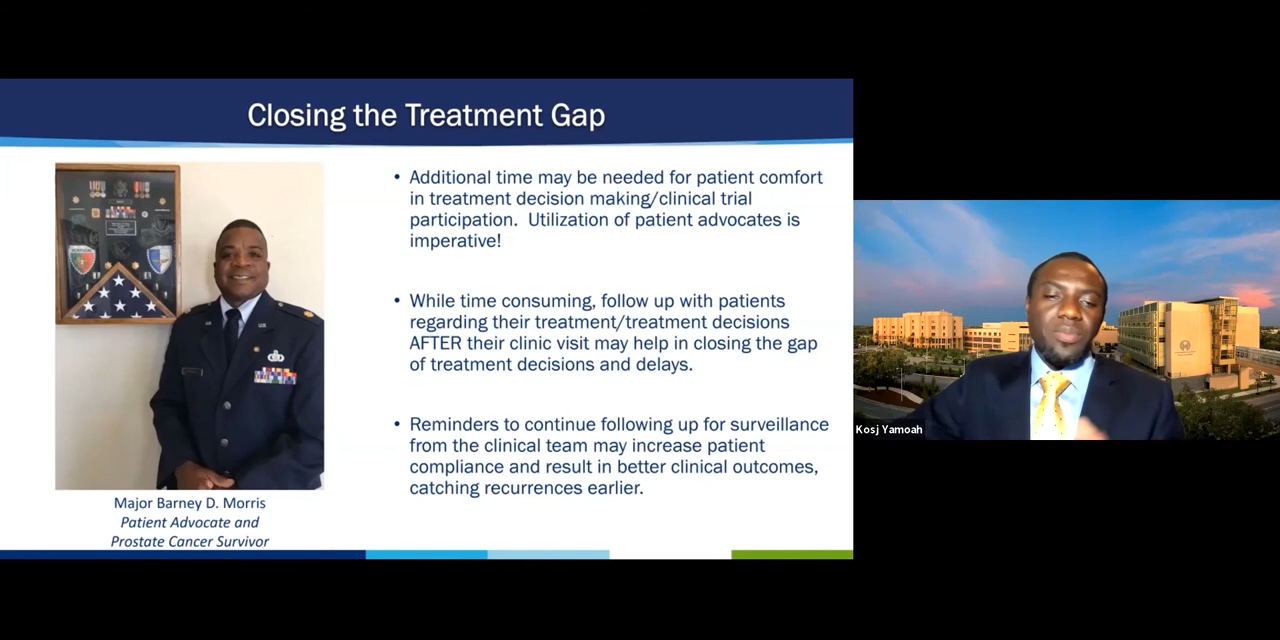 Closing the Treatment Gap
• Additional time may be needed for patient comfort
in treatment decision making/clinical trial
participation. Utilization of patient advocates is
imperative!
• While time consuming, follow up with patients
regarding their treatment/treatment decisions
AFTER their clinic visit may help in closing the gap
of treatment decisions and delays.
• Reminders to continue following up for surveillance
from the clinical team may increase patient
compliance and result in better clinical outcomes,
catching recurrences earlier.
Major Barney D. Morris
Patient Advocate and
Prostate Cancer Survivor
Kosj Yamoah